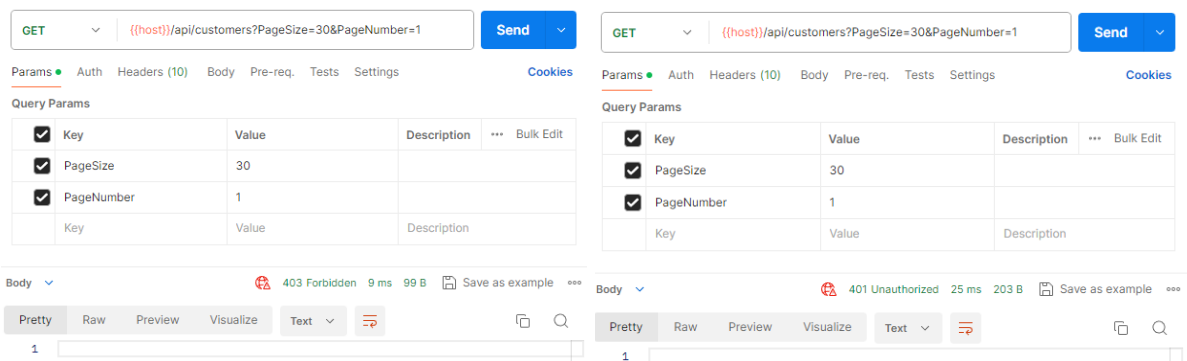 GET {{host}}/api/customers?PageSize=30&PageNumber=1 Send
Params Auth Headers (10) Body Pre-req. Tests Settings Cookies
Query Params
Key Value Description Bulk Edit
PageSize 30
PageNumber 1
Key Value Description
Body 403 Forbidden 9 ms 99 B Save as example
Pretty Raw Preview Visualize Text
1
GET {{host}}/api/customers?PageSize=30&PageNumber=1 Send
Params Auth Headers (10) Body Pre-req. Tests Settings Cookies
Query Params
Key Value Description Bulk Edit
PageSize 30
PageNumber 1
Key Value Description
Body 401 Unauthorized 25 ms 203 B Save as example
Pretty Raw Preview Visualize Text
1